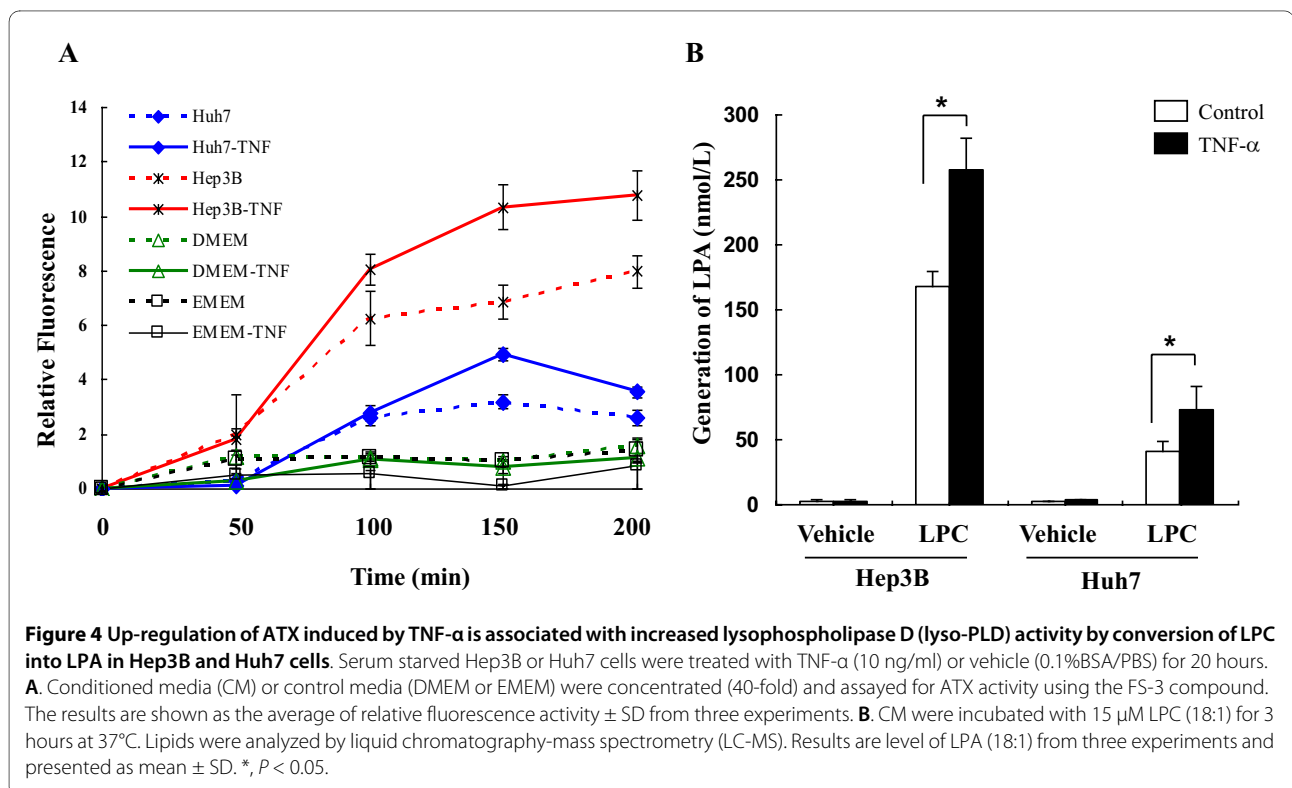 A
14
12
10
8
6
4
2
0
Relative Fluorescence
Huh7
Huh7-TNF
Hep3B
Hep3B-TNF
DMEM
DMEM-TNF
EMEM
EMEM-TNF
0 50 100 150 200
Time (min)
B
300
250
200
150
100
50
0
Generation of LPA (nmol/L)
Control
TNF-α
*
*
Vehicle LPC Vehicle LPC
Hep3B Huh7
Figure 4 Up-regulation of ATX induced by TNF-α is associated with increased lysophospholipase D (lyso-PLD) activity by conversion of LPC
into LPA in Hep3B and Huh7 cells. Serum starved Hep3B or Huh7 cells were treated with TNF-α (10 ng/ml) or vehicle (0.1%BSA/PBS) for 20 hours.
A. Conditioned media (CM) or control media (DMEM or EMEM) were concentrated (40-fold) and assayed for ATX activity using the FS-3 compound.
The results are shown as the average of relative fluorescence activity ± SD from three experiments. B. CM were incubated with 15 μM LPC (18:1) for 3
hours at 37°C. Lipids were analyzed by liquid chromatography-mass spectrometry (LC-MS). Results are level of LPA (18:1) from three experiments and
presented as mean ± SD. *, P < 0.05.